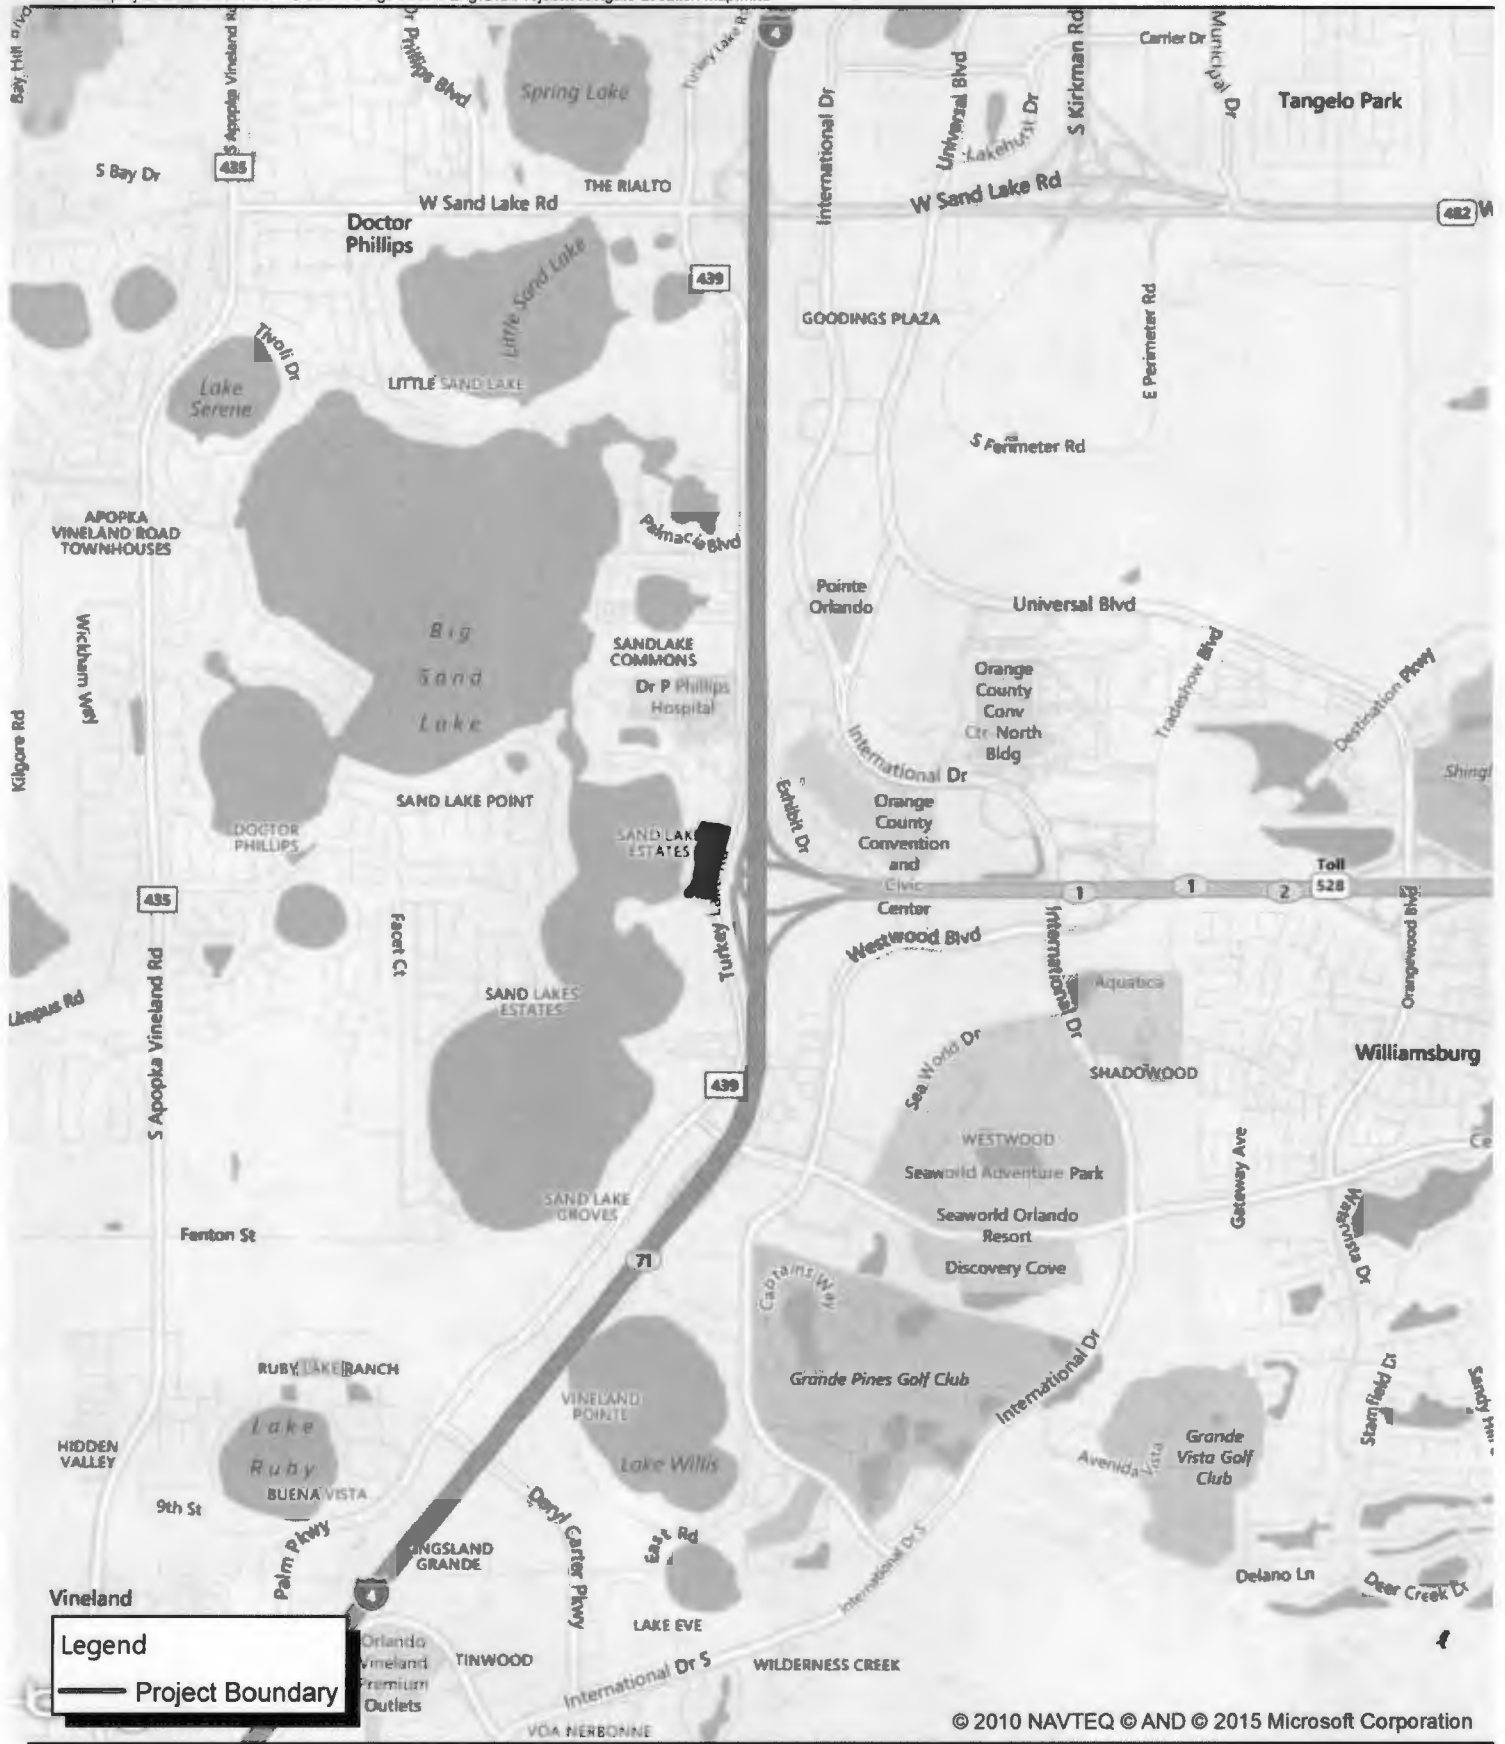 Bay Hill Blvd
S Apopka Vineland Rd
Dr Phillips Blvd
Spring Lake
Turkey Lake Rd
4
International Dr
Universal Blvd
Lakehurst Dr
S Kirkman Rd
Carrier Dr
Municipal Dr
Tangelo Park
S Bay Dr
435
THE RIALTO
W Sand Lake Rd
W Sand Lake Rd
482
Doctor
Phillips
Little Sand Lake
439
GOODINGS PLAZA
E Perimeter Rd
Tivoli Dr
Lake
Serene
LITTLE SAND LAKE
S Perimeter Rd
APOPKA
VINELAND ROAD
TOWNHOUSES
Blvd
Pointe
Orlando
Universal Blvd
Wickham Way
Big
Sand
Lake
SANDLAKE
COMMONS
Dr P Phillips
Hospital
Orange
County
Conv
Ctr North
Bldg
Tradeshow Blvd
Destination Pkwy
Kilgore Rd
International Dr
Shingl
SAND LAKE POINT
Exhibit Dr
Orange
County
Convention
and
Civic
Center
DOCTOR
PHILLIPS
SAND LAK
ESTATES
Toll
528
1
1
2
435
Facet Ct
Turkey Lake Rd
Westwood Blvd
International Dr
Orangewood Blvd
Aquatica
SAND LAKES
ESTATES
Limpus Rd
S Apopka Vineland Rd
Sea World Dr
Williamsburg
SHADOWOOD
439
WESTWOOD
Ce
Seaworld Adventure Park
Gateway Ave
SAND LAKE
GROVES
Seaworld Orlando
Resort
Watervista Dr
Fenton St
71
Discovery Cove
Captains Way
International Dr
RUBY LAKE RANCH
Grande Pines Golf Club
VINELAND
POINTE
Stamfield Dr
Sandy Hill
Lake
Ruby
HIDDEN
VALLEY
Lake Willis
Avenida Vista
Grande
Vista Golf
Club
BUENA VISTA
9th St
Palm Pkwy
Daryl Carter Pkwy
East Rd
INGSLAND
GRANDE
International Dr S
Delano Ln
Deer Creek Dr
Vineland
4
LAKE EVE
Legend
Project Boundary
Orlando
Vineland
Premium
Outlets
TINWOOD
International Dr S
WILDERNESS CREEK
VOA NERBONNE
© 2010 NAVTEQ © AND © 2015 Microsoft Corporation